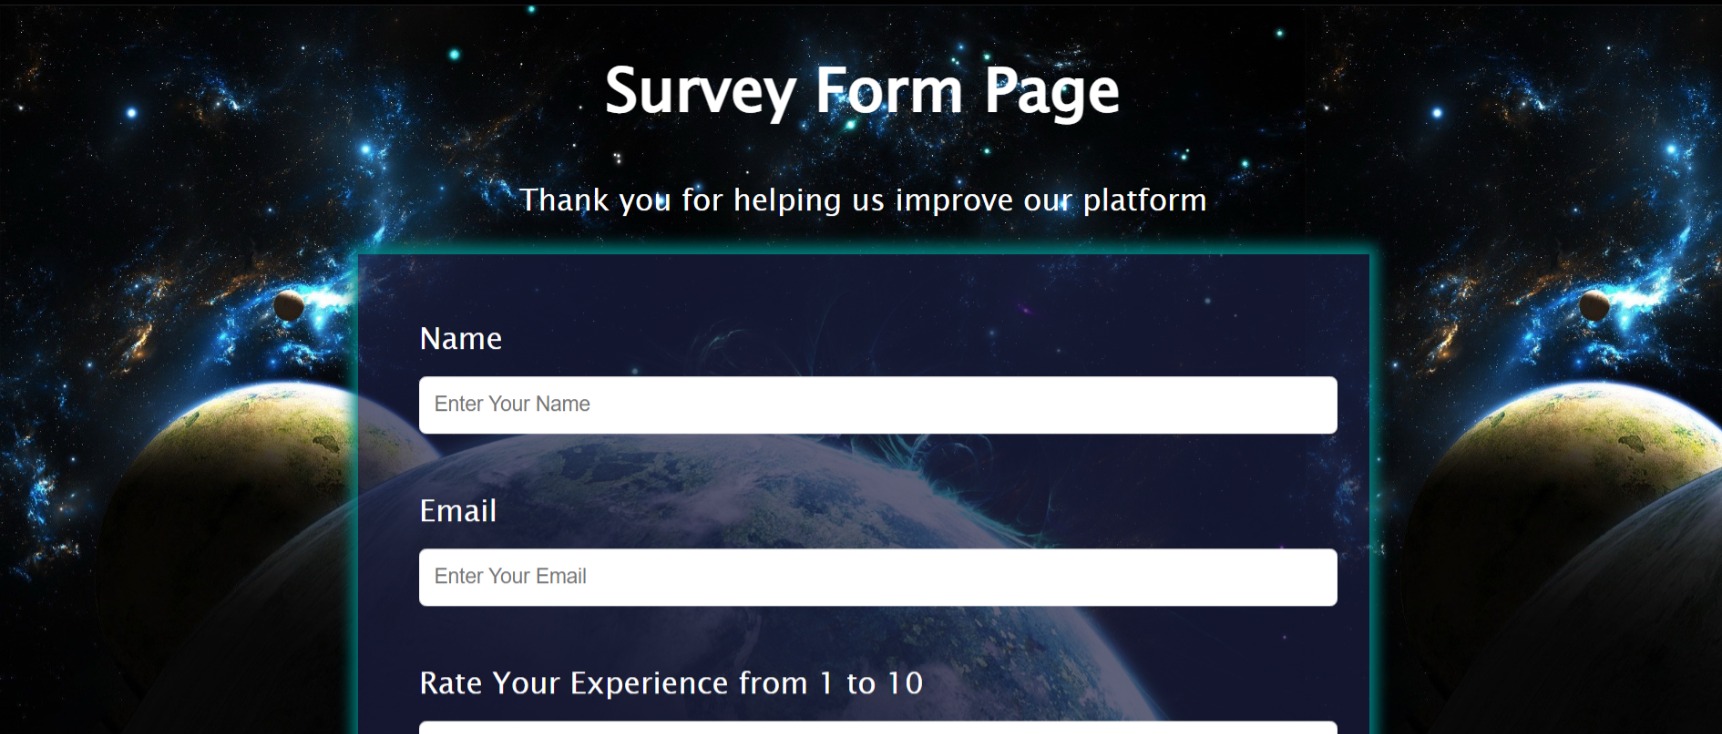 Survey Form Page
Thank you for helping us improve our platform
Name
Enter Your Name
Email
Enter Your Email
Rate Your Experience from 1 to 10